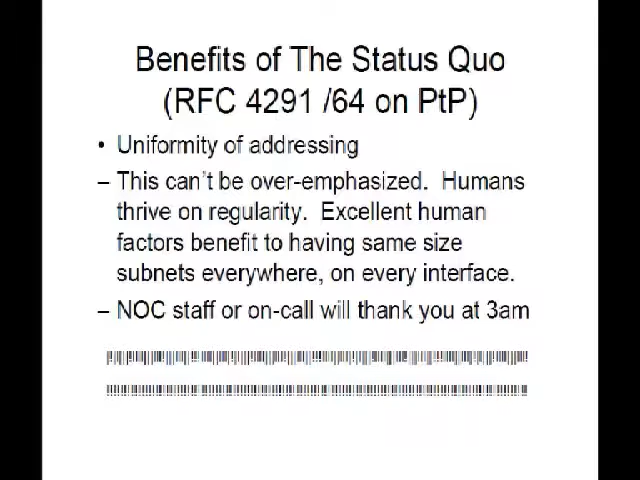 Benefits of The Status Quo
(RFC 4291 /64 on PtP)
• Uniformity of addressing
– This can't be over-emphasized. Humans
thrive on regularity. Excellent human
factors benefit to having same size
subnets everywhere, on every interface.
– NOC staff or on-call will thank you at 3am